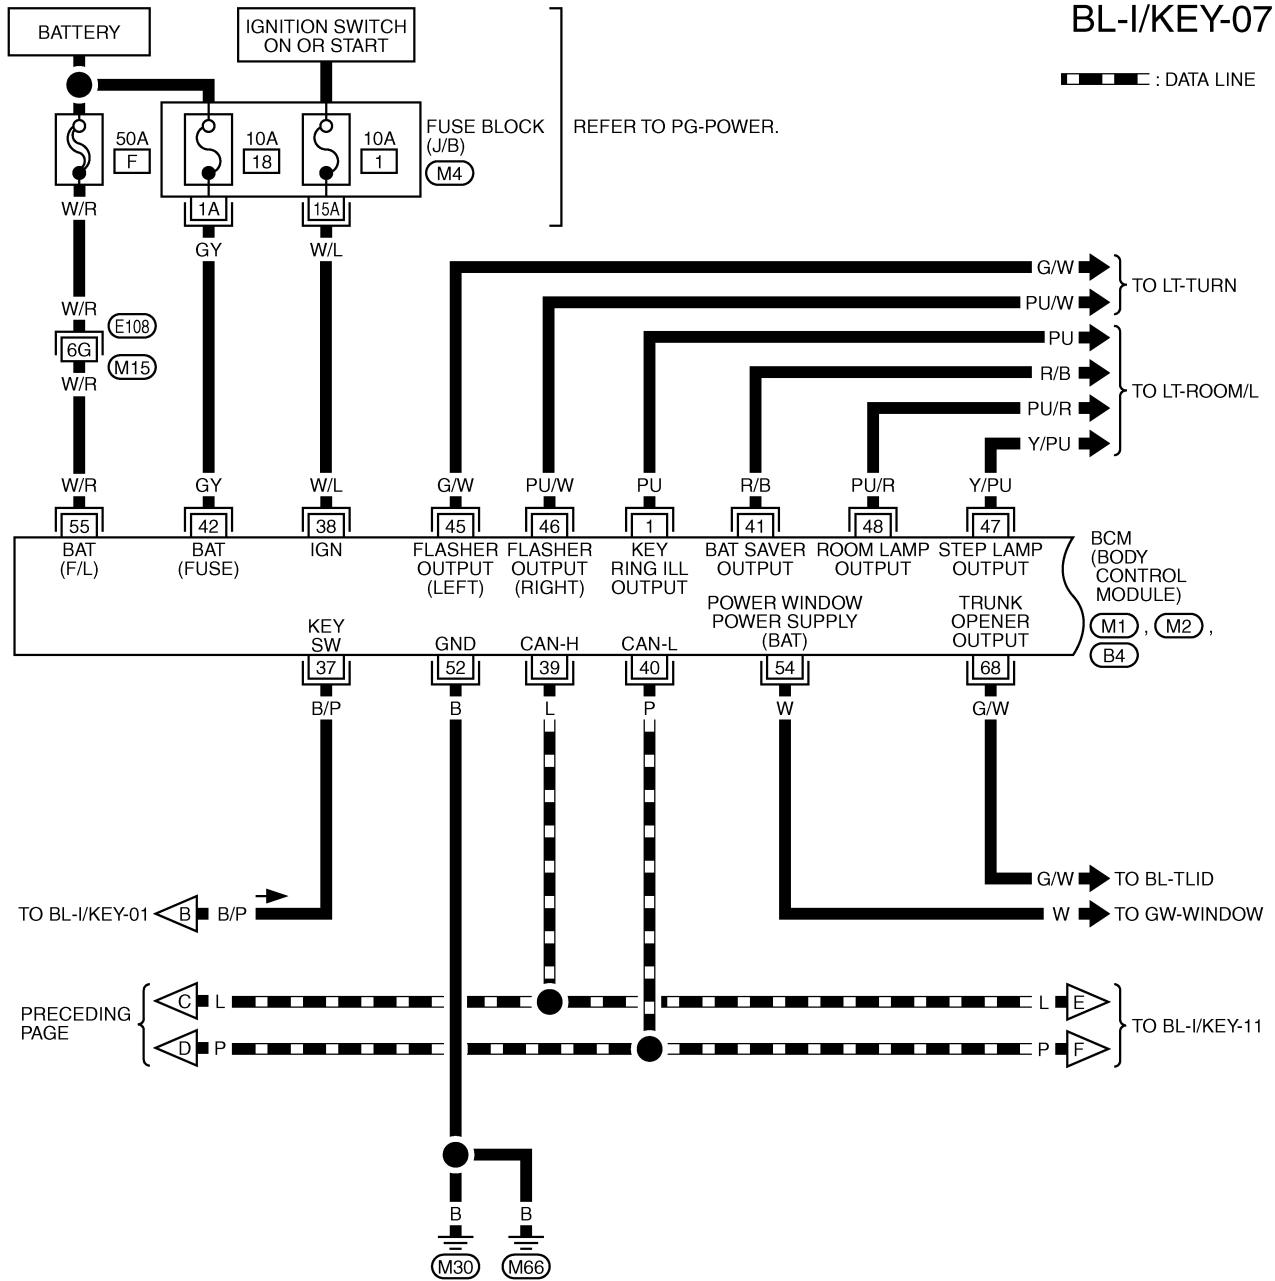 BL-I/KEY-07
: DATA LINE
BATTERY
IGNITION SWITCH
ON OR START
50A
F
10A
18
10A
1
FUSE BLOCK
(J/B)
M4
REFER TO PG-POWER.
1A
15A
W/R
GY
W/L
W/R
E108
6G
M15
W/R
G/W
PU/W
TO LT-TURN
PU
R/B
PU/R
Y/PU
TO LT-ROOM/L
W/R
GY
W/L
G/W
PU/W
PU
R/B
PU/R
Y/PU
55
42
38
45
46
1
41
48
47
BAT
(F/L)
BAT
(FUSE)
IGN
FLASHER
OUTPUT
(LEFT)
FLASHER
OUTPUT
(RIGHT)
KEY
RING ILL
OUTPUT
BAT SAVER
OUTPUT
ROOM LAMP
OUTPUT
STEP LAMP
OUTPUT
BCM
(BODY
CONTROL
MODULE)
M1 , M2 ,
B4
KEY
SW
GND
CAN-H
CAN-L
POWER WINDOW
POWER SUPPLY
(BAT)
TRUNK
OPENER
OUTPUT
37
52
39
40
54
68
B/P
B
L
P
W
G/W
G/W
TO BL-TLID
W
TO GW-WINDOW
TO BL-I/KEY-01
B
B/P
PRECEDING
PAGE
C
L
D
P
L
E
P
F
TO BL-I/KEY-11
B
B
M30
M66